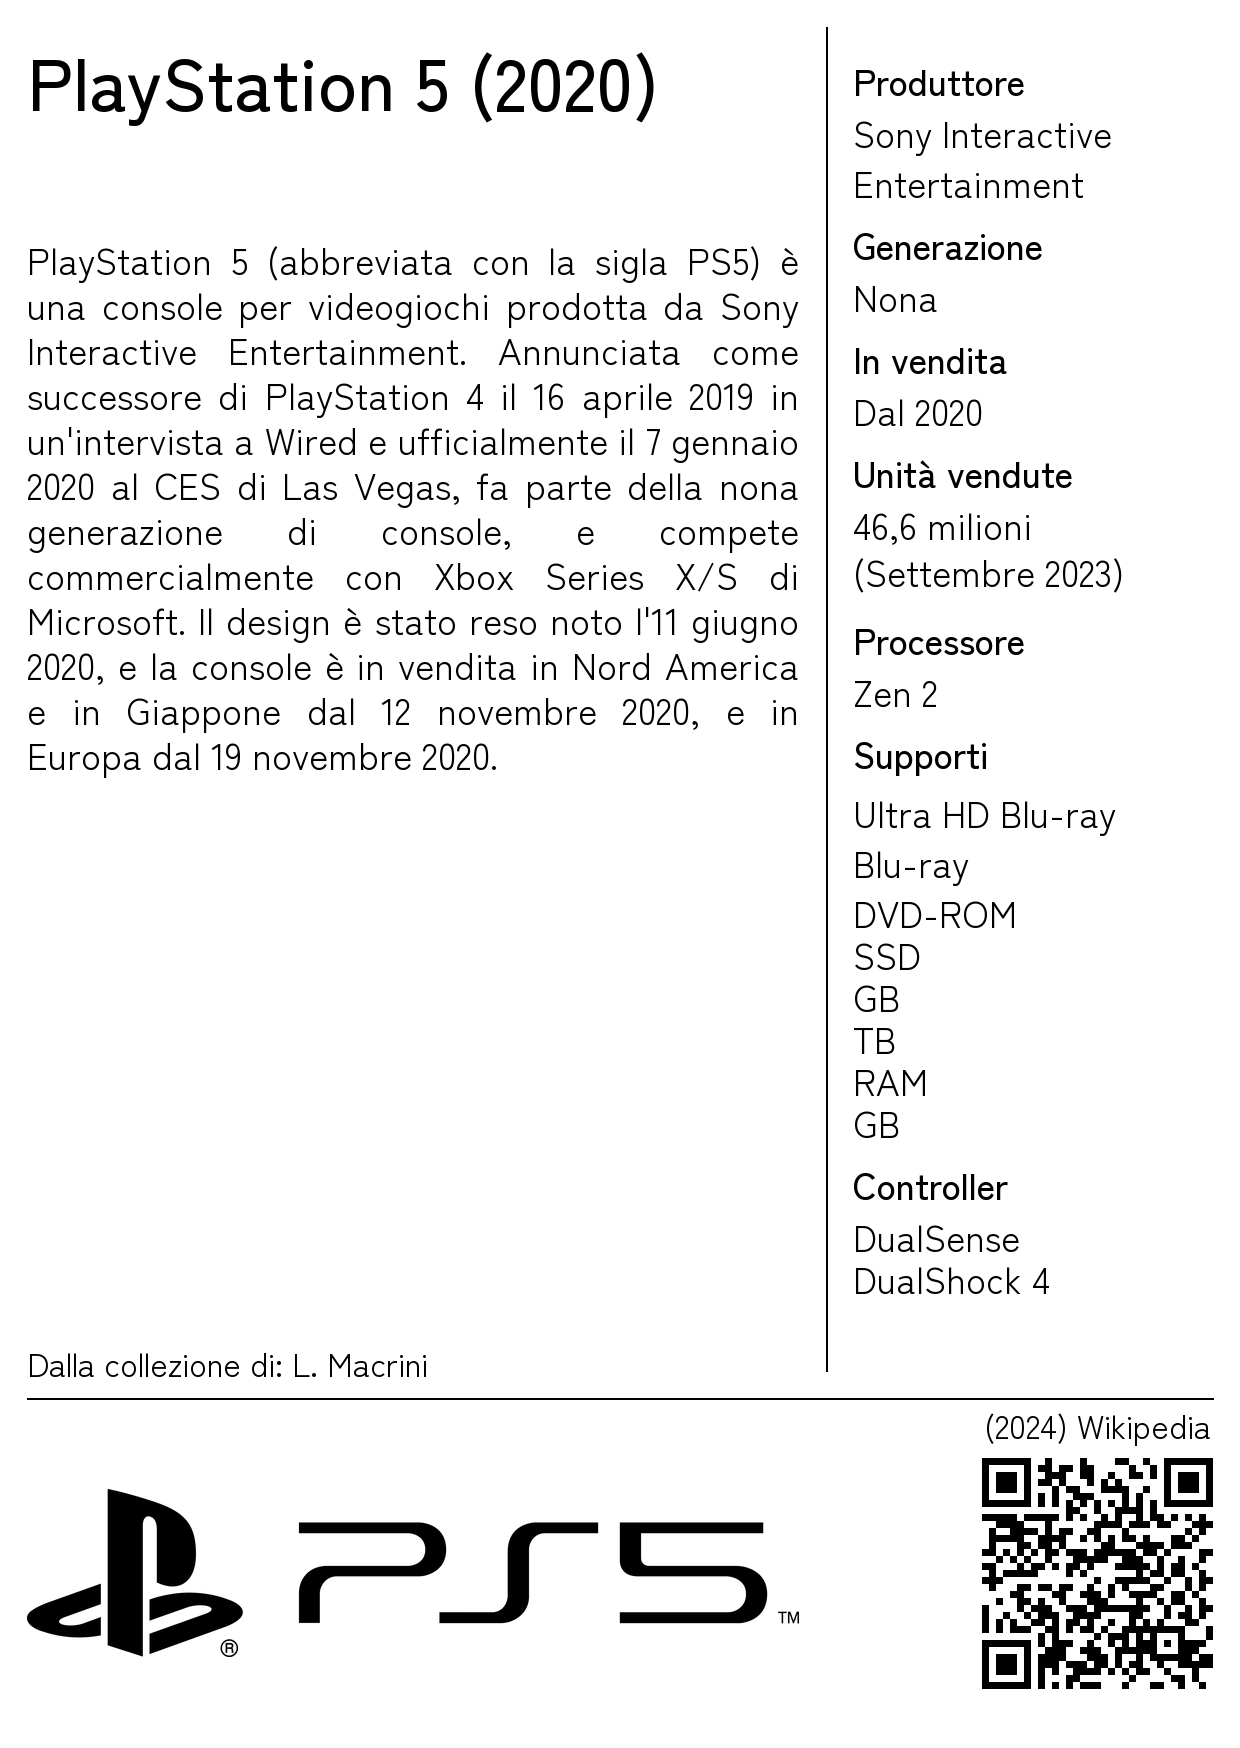 PlayStation 5 (2020)
PlayStation 5 (abbreviata con la sigla PS5) è
una console per videogiochi prodotta da Sony
Interactive Entertainment. Annunciata come
successore di PlayStation 4 il 16 aprile 2019 in
un'intervista a Wired e ufficialmente il 7 gennaio
2020 al CES di Las Vegas, fa parte della nona
generazione di console, e compete
commercialmente con Xbox Series X/S di
Microsoft. Il design è stato reso noto l'11 giugno
2020, e la console è in vendita in Nord America
e in Giappone dal 12 novembre 2020, e in
Europa dal 19 novembre 2020.
Dalla collezione di: L. Macrini
Produttore
Sony Interactive
Entertainment
Generazione
Nona
In vendita
Dal 2020
Unità vendute
46,6 milioni
(Settembre 2023)
Processore
Zen 2
Supporti
Ultra HD Blu-ray
Blu-ray
DVD-ROM
SSD
GB
TB
RAM
GB
Controller
DualSense
DualShock 4
® PS5 ™
(2024) Wikipedia